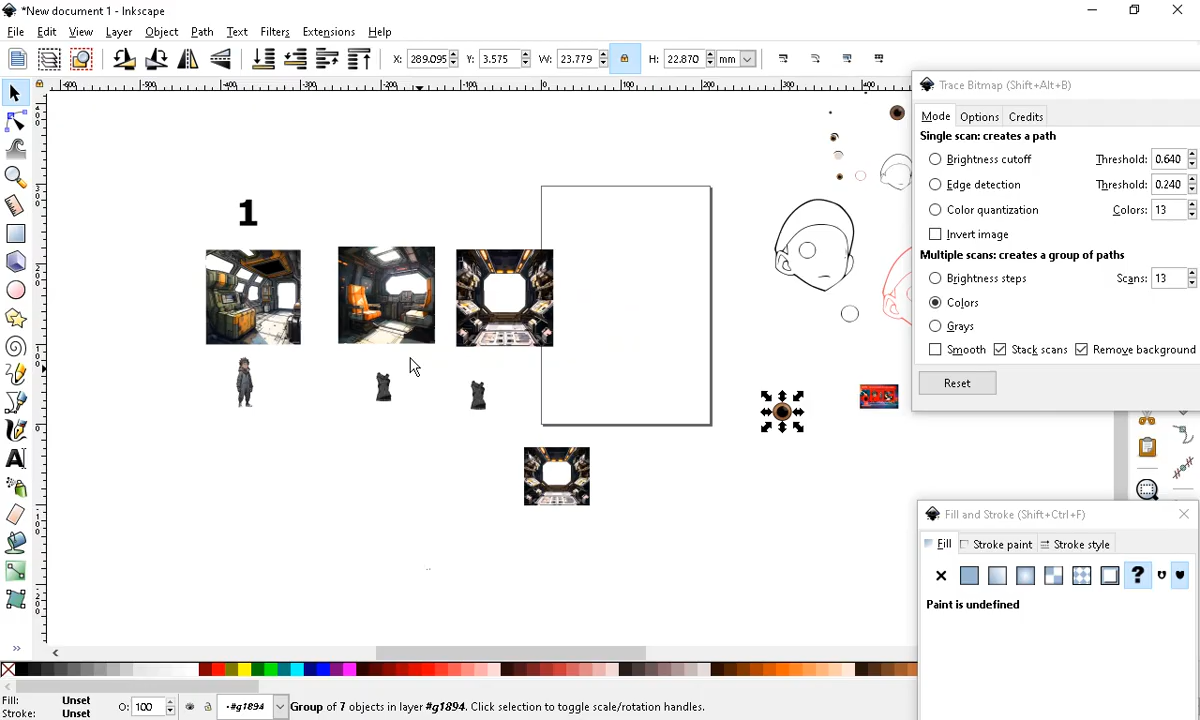 *New document 1 - Inkscape
File Edit View Layer Object Path Text Filters Extensions Help
X: 289.095 Y: 3.575 W: 23.779 H: 22.870 mm
Trace Bitmap (Shift+Alt+B)
Mode Options Credits
Single scan: creates a path
Brightness cutoff Threshold: 0.640
Edge detection Threshold: 0.240
Color quantization Colors: 13
Invert image
Multiple scans: creates a group of paths
Brightness steps Scans: 13
Colors
Grays
Smooth Stack scans Remove background
Reset
1
Fill and Stroke (Shift+Ctrl+F)
Fill Stroke paint Stroke style
Paint is undefined
Fill: Unset
Stroke: Unset
O: 100
#g1894
Group of 7 objects in layer #g1894. Click selection to toggle scale/rotation handles.